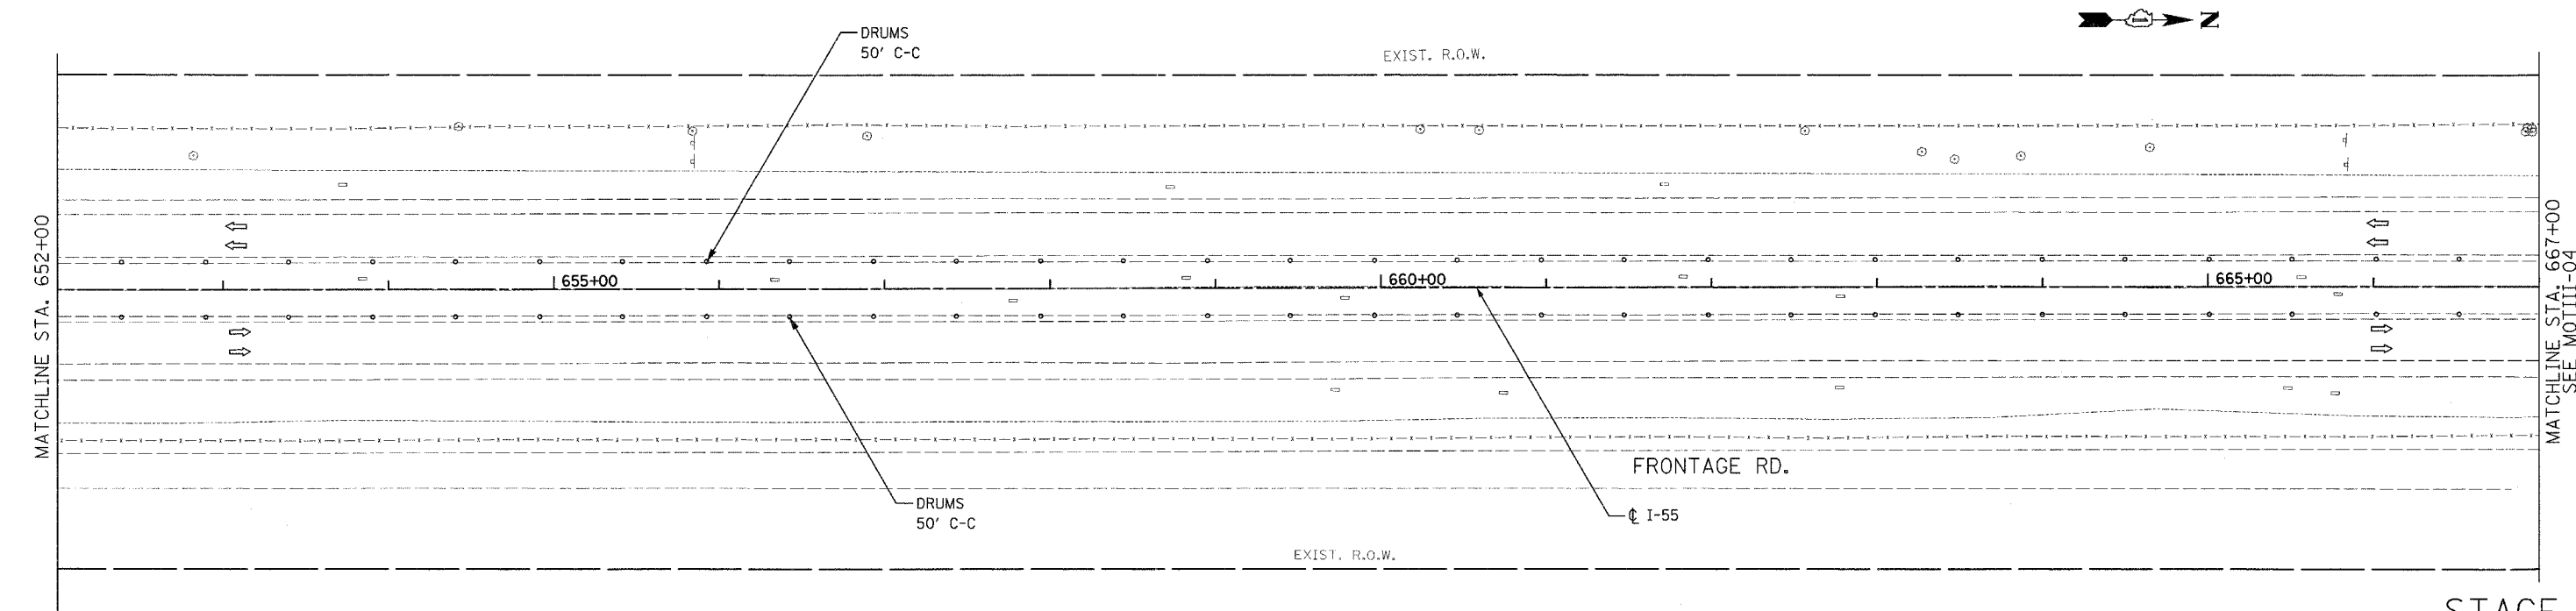 N
DRUMS
50' C-C
EXIST. R.O.W.
MATCHLINE STA. 652+00
655+00
660+00
665+00
MATCHLINE STA. 667+00
SEE MOTIII-04
FRONTAGE RD.
DRUMS
50' C-C
℄ I-55
EXIST. R.O.W.
STAGE